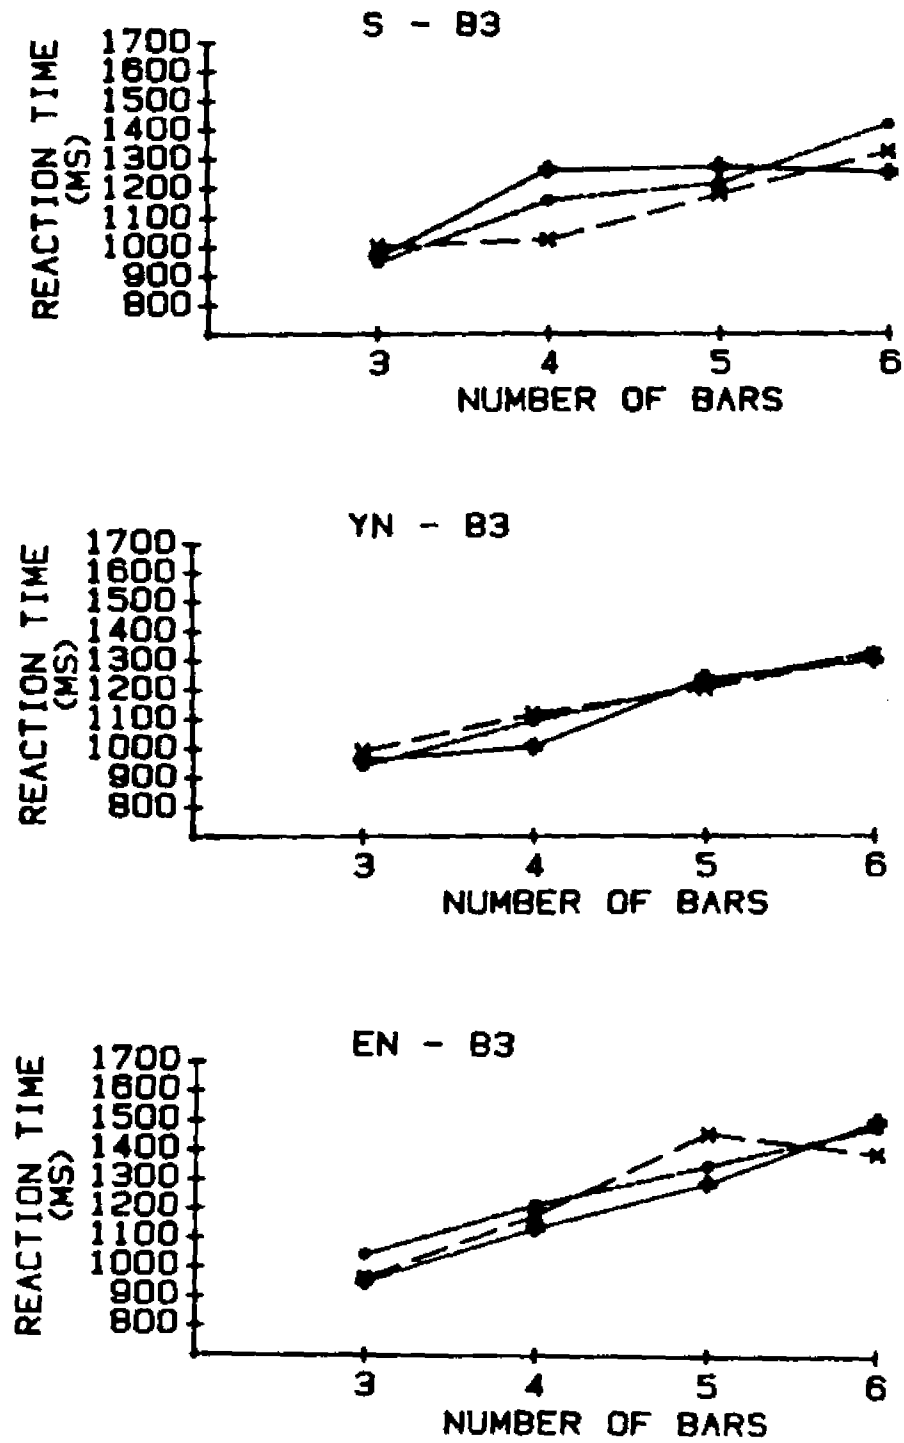 S - B3
REACTION TIME
(MS)
1700
1600
1500
1400
1300
1200
1100
1000
900
800
3 4 5 6
NUMBER OF BARS
YN - B3
REACTION TIME
(MS)
1700
1600
1500
1400
1300
1200
1100
1000
900
800
3 4 5 6
NUMBER OF BARS
EN - B3
REACTION TIME
(MS)
1700
1600
1500
1400
1300
1200
1100
1000
900
800
3 4 5 6
NUMBER OF BARS